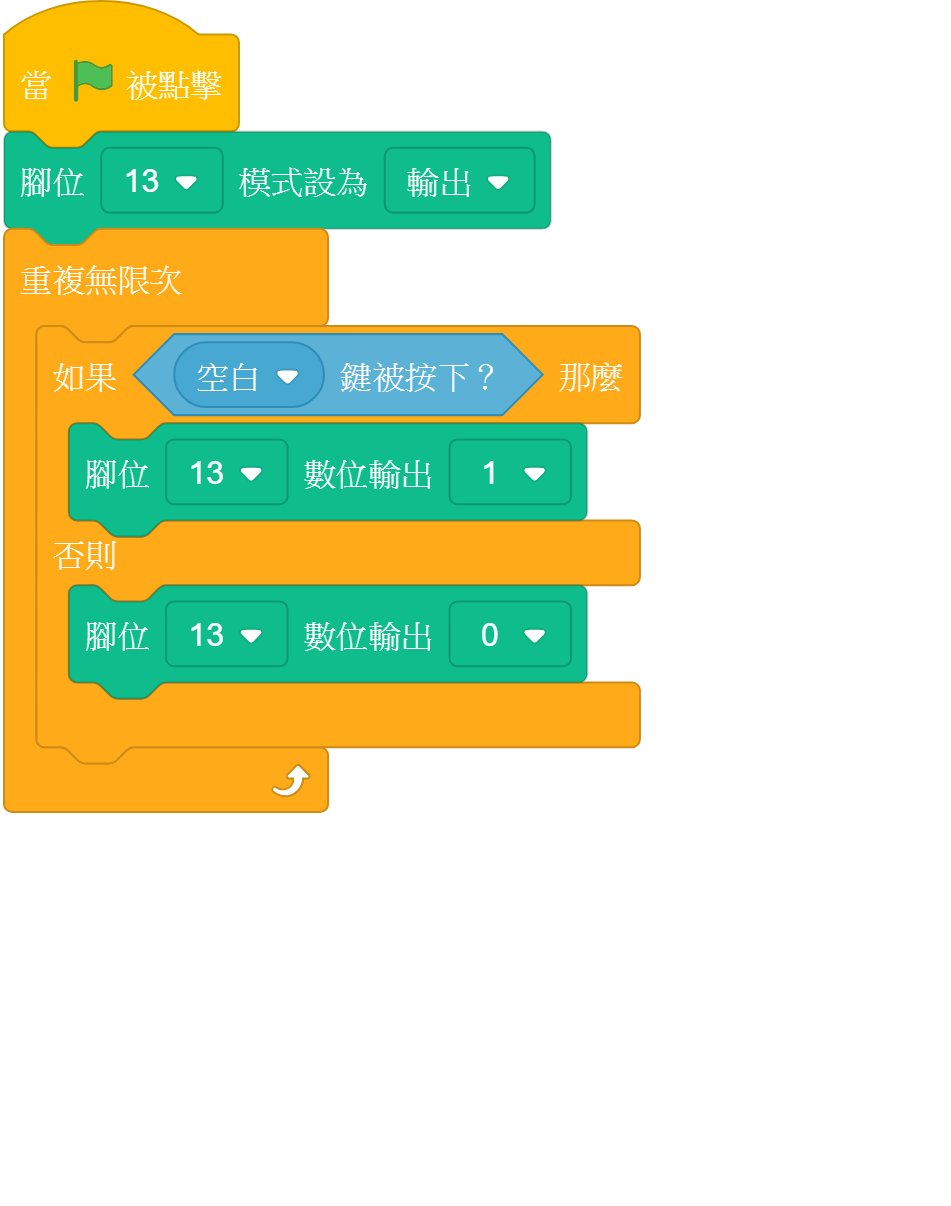 當 被點擊
腳位 13 模式設為 輸出
重複無限次
如果 空白 鍵被按下？ 那麼
腳位 13 數位輸出 1
否則
腳位 13 數位輸出 0